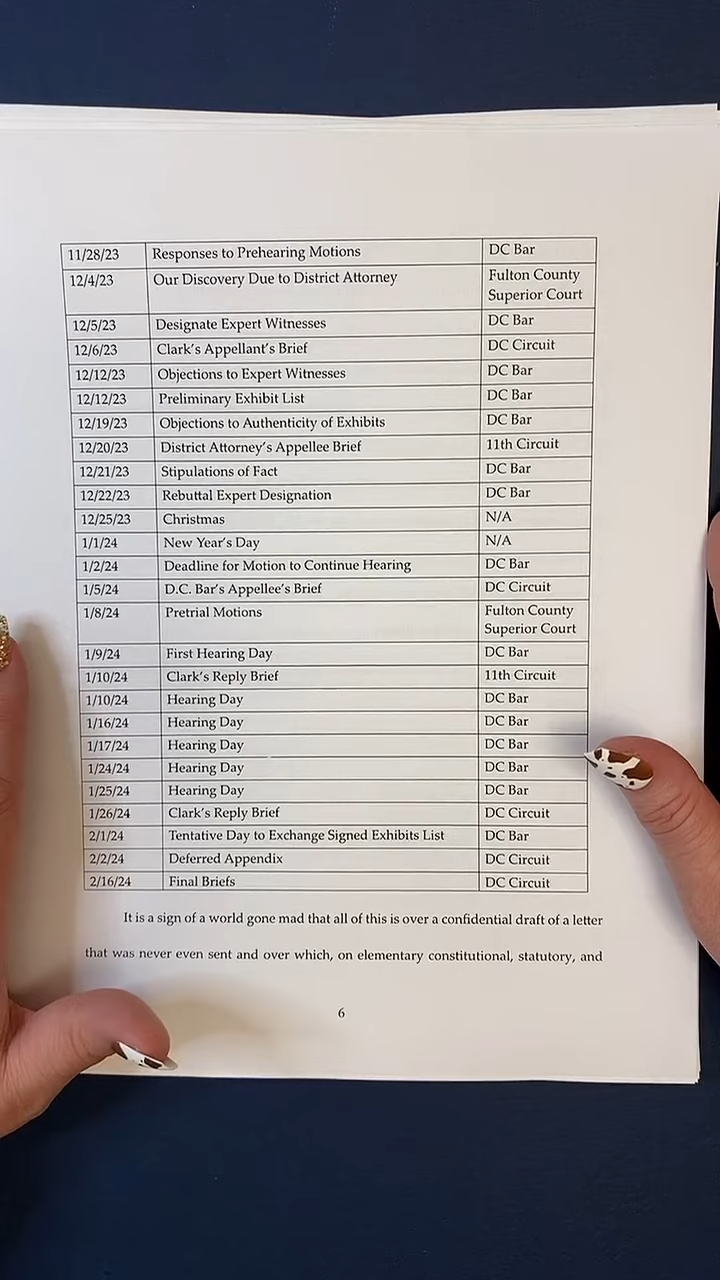 11/28/23 Responses to Prehearing Motions DC Bar
12/4/23 Our Discovery Due to District Attorney Fulton County
Superior Court
12/5/23 Designate Expert Witnesses DC Bar
12/6/23 Clark's Appellant's Brief DC Circuit
12/12/23 Objections to Expert Witnesses DC Bar
12/12/23 Preliminary Exhibit List DC Bar
12/19/23 Objections to Authenticity of Exhibits DC Bar
12/20/23 District Attorney's Appellee Brief 11th Circuit
12/21/23 Stipulations of Fact DC Bar
12/22/23 Rebuttal Expert Designation DC Bar
12/25/23 Christmas N/A
1/1/24 New Year's Day N/A
1/2/24 Deadline for Motion to Continue Hearing DC Bar
1/5/24 D.C. Bar's Appellee's Brief DC Circuit
1/8/24 Pretrial Motions Fulton County
Superior Court
1/9/24 First Hearing Day DC Bar
1/10/24 Clark's Reply Brief 11th Circuit
1/10/24 Hearing Day DC Bar
1/16/24 Hearing Day DC Bar
1/17/24 Hearing Day DC Bar
1/24/24 Hearing Day DC Bar
1/25/24 Hearing Day DC Bar
1/26/24 Clark's Reply Brief DC Circuit
2/1/24 Tentative Day to Exchange Signed Exhibits List DC Bar
2/2/24 Deferred Appendix DC Circuit
2/16/24 Final Briefs DC Circuit
It is a sign of a world gone mad that all of this is over a confidential draft of a letter
that was never even sent and over which, on elementary constitutional, statutory, and
6